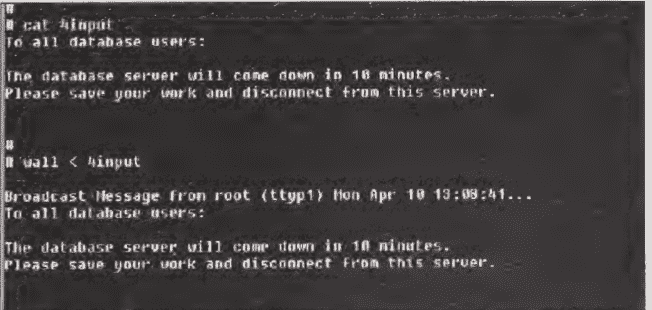 #
# cat 4input
To all database users:
The database server will come down in 10 minutes.
Please save your work and disconnect from this server.
#
# wall < 4input
Broadcast Message from root (ttyp1) Mon Apr 10 13:08:41...
To all database users:
The database server will come down in 10 minutes.
Please save your work and disconnect from this server.